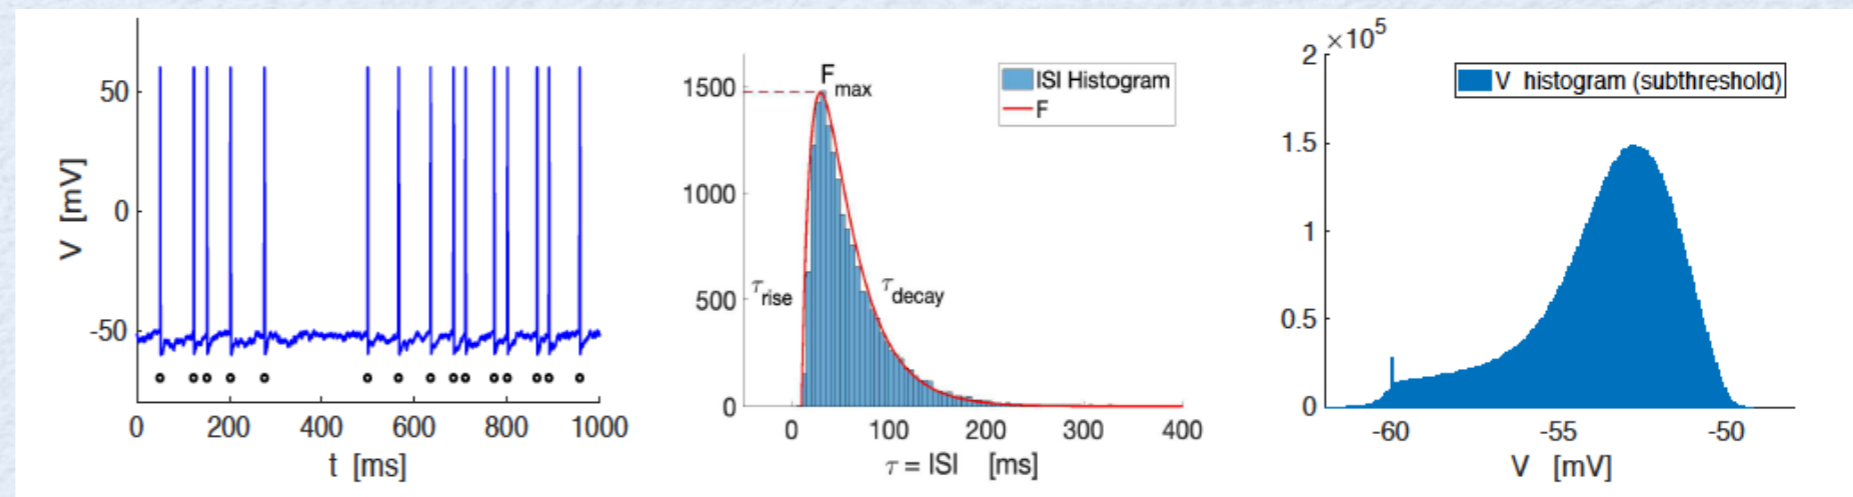 50
0
-50
V [mV]
0 200 400 600 800 1000
t [ms]
1500
1000
500
0
F max
ISI Histogram
F
τ rise
τ decay
0 100 200 300 400
τ = ISI [ms]
×10^5
2
1.5
1
0.5
0
V histogram (subthreshold)
-60 -55 -50
V [mV]